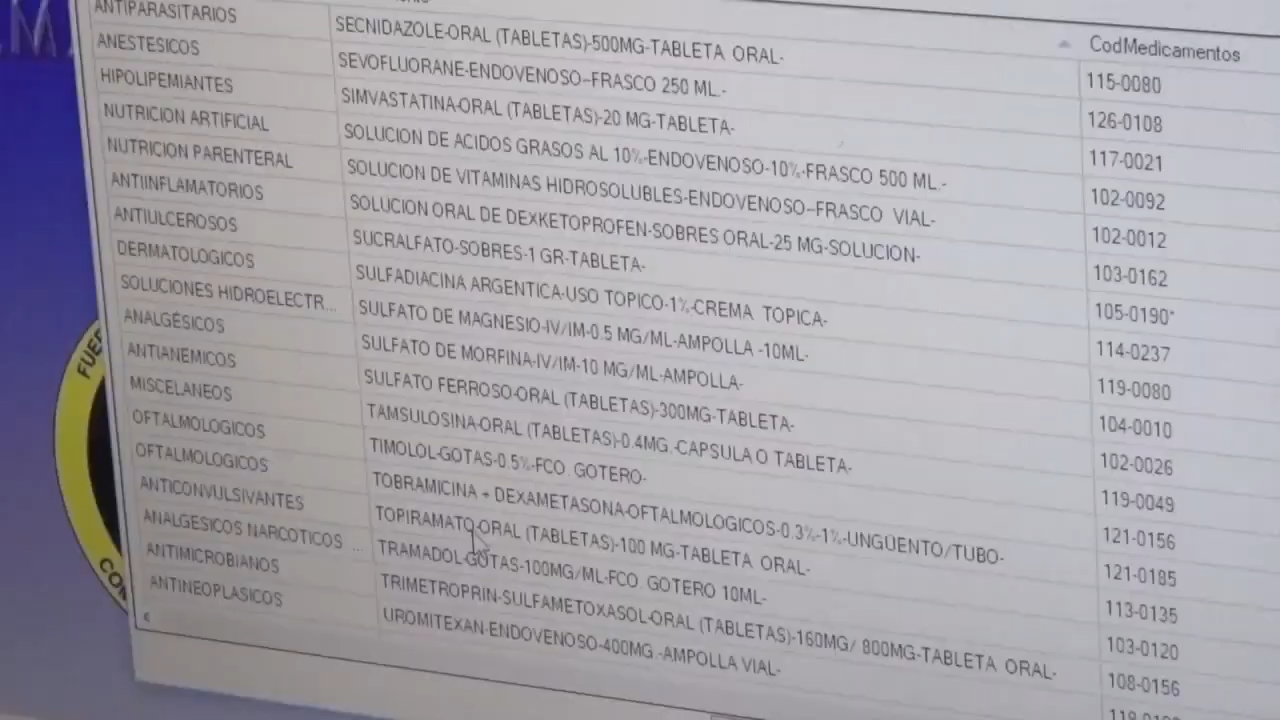 CodMedicamentos
ANTIPARASITARIOS SECNIDAZOLE-ORAL (TABLETAS)-500MG-TABLETA ORAL- 115-0080
ANESTESICOS SEVOFLUORANE-ENDOVENOSO--FRASCO 250 ML.- 126-0108
HIPOLIPEMIANTES SIMVASTATINA-ORAL (TABLETAS)-20 MG-TABLETA- 117-0021
NUTRICION ARTIFICIAL SOLUCION DE ACIDOS GRASOS AL 10%-ENDOVENOSO-10%-FRASCO 500 ML.- 102-0092
NUTRICION PARENTERAL SOLUCION DE VITAMINAS HIDROSOLUBLES-ENDOVENOSO--FRASCO VIAL- 102-0012
ANTIINFLAMATORIOS SOLUCION ORAL DE DEXKETOPROFEN-SOBRES ORAL-25 MG-SOLUCION- 103-0162
ANTIULCEROSOS SUCRALFATO-SOBRES-1 GR-TABLETA- 105-0190
DERMATOLOGICOS SULFADIACINA ARGENTICA-USO TOPICO-1%-CREMA TOPICA- 114-0237
SOLUCIONES HIDROELECTR... SULFATO DE MAGNESIO-IV/IM-0.5 MG/ML-AMPOLLA -10ML- 119-0080
ANALGÉSICOS SULFATO DE MORFINA-IV/IM-10 MG/ML-AMPOLLA- 104-0010
ANTIANEMICOS SULFATO FERROSO-ORAL (TABLETAS)-300MG-TABLETA- 102-0026
MISCELANEOS TAMSULOSINA-ORAL (TABLETAS)-0.4MG.-CAPSULA O TABLETA- 119-0049
OFTALMOLOGICOS TIMOLOL-GOTAS-0.5%-FCO. GOTERO- 121-0156
OFTALMOLOGICOS TOBRAMICINA + DEXAMETASONA-OFTALMOLOGICOS-0.3%-1%-UNGÜENTO/TUBO- 121-0185
ANTICONVULSIVANTES TOPIRAMATO-ORAL (TABLETAS)-100 MG-TABLETA ORAL- 113-0135
ANALGESICOS NARCOTICOS ... TRAMADOL-GOTAS-100MG/ML-FCO. GOTERO 10ML- 103-0120
ANTIMICROBIANOS TRIMETROPRIN-SULFAMETOXASOL-ORAL (TABLETAS)-160MG/ 800MG-TABLETA ORAL- 108-0156
ANTINEOPLASICOS UROMITEXAN-ENDOVENOSO-400MG.-AMPOLLA VIAL-